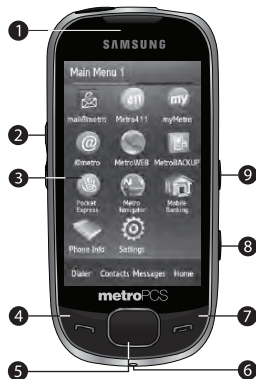 1
SAMSUNG
Main Menu 1
mail@metro Metro411 myMetro
2
@metro MetroWEB MetroBACKUP
3
9
Pocket Express Metro Navigator Mobile Banking
Phone Info Settings
8
Dialer Contacts Messages Home
metroPCS
4
7
5
6